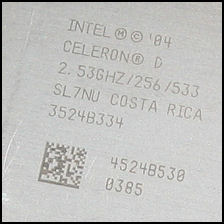 INTEL Ⓜ © '04
CELERON® D
2.53GHZ/256/533
SL7NU COSTA RICA
3524B334
4524B530
0385